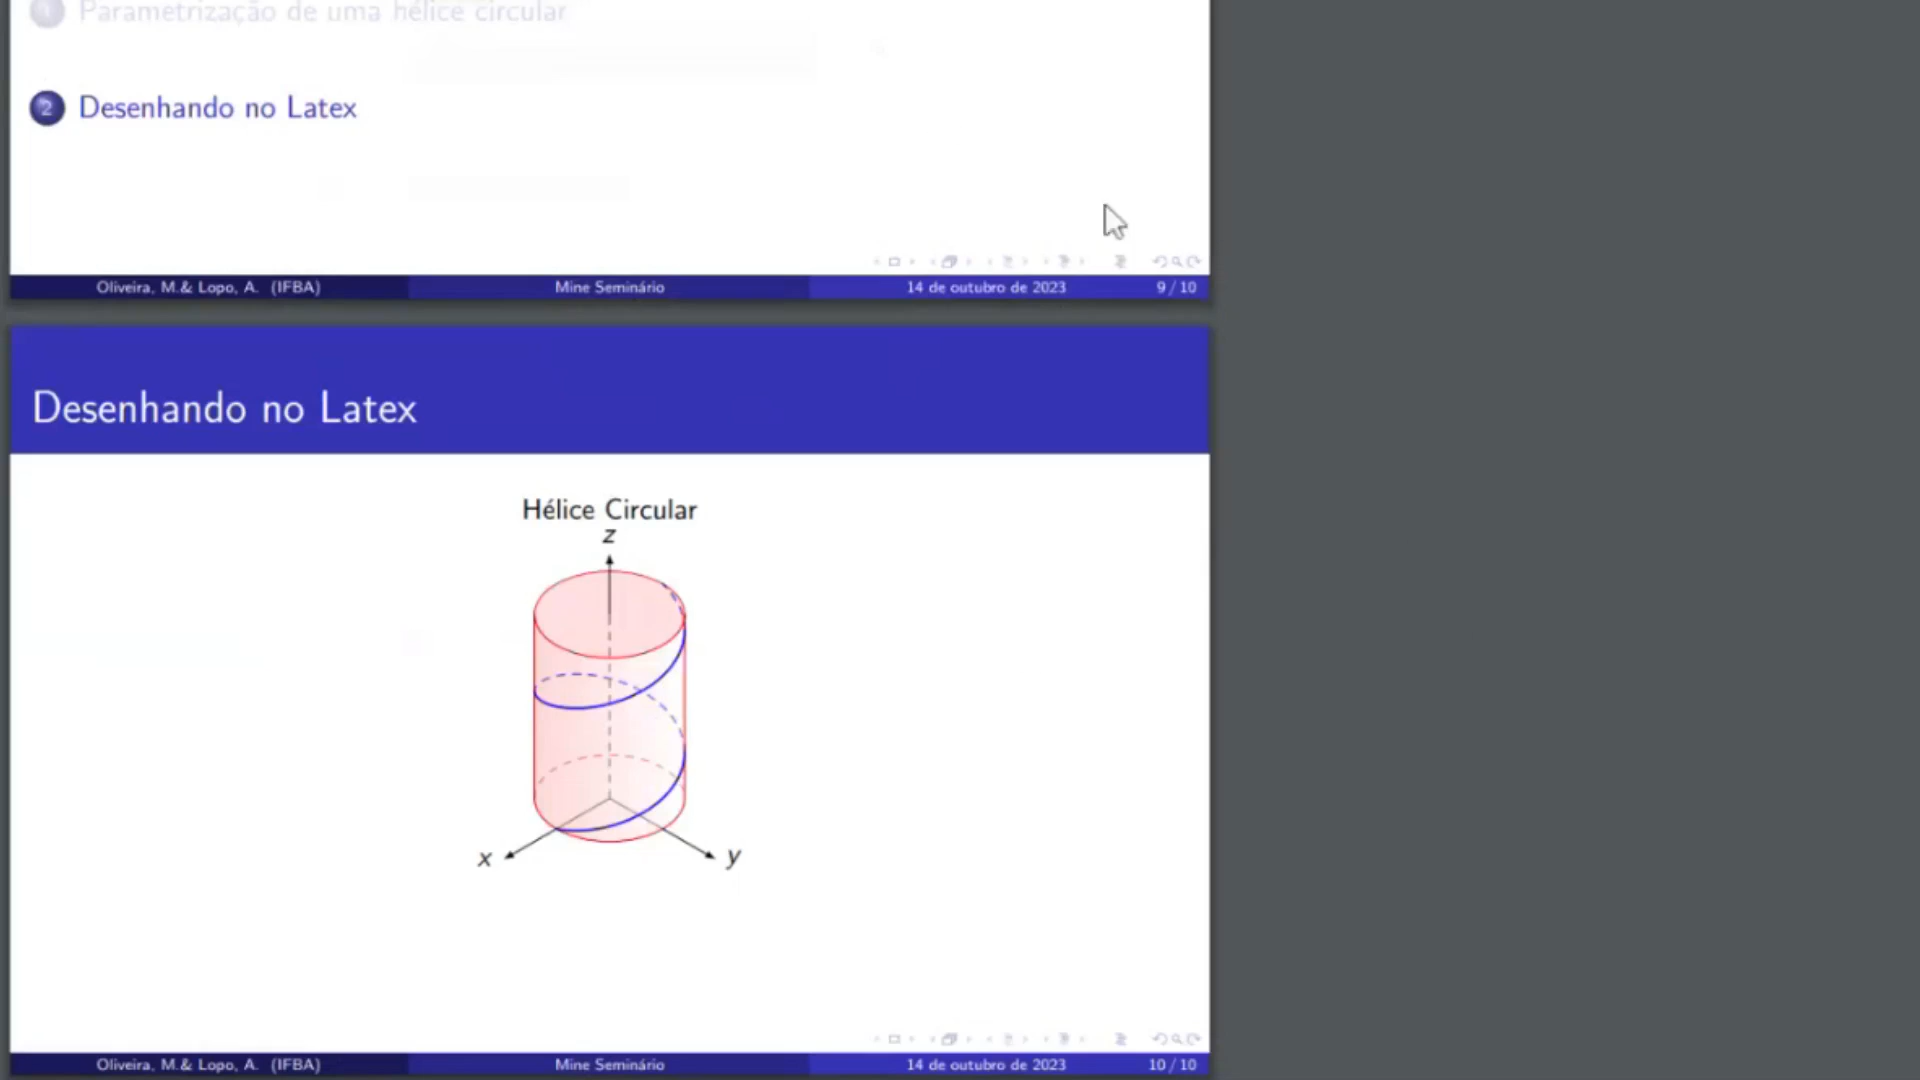 1 Parametrização de uma hélice circular
2 Desenhando no Latex
Oliveira, M.& Lopo, A. (IFBA) Mine Seminário 14 de outubro de 2023 9 / 10
Desenhando no Latex
Hélice Circular
z
x
y
Oliveira, M.& Lopo, A. (IFBA) Mine Seminário 14 de outubro de 2023 10 / 10